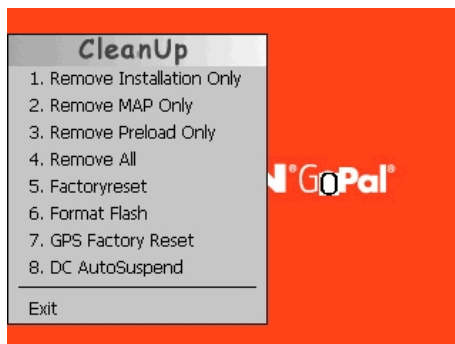 CleanUp
1. Remove Installation Only
2. Remove MAP Only
3. Remove Preload Only
4. Remove All
5. Factoryreset
6. Format Flash
7. GPS Factory Reset
8. DC AutoSuspend
Exit
N® GoPal®